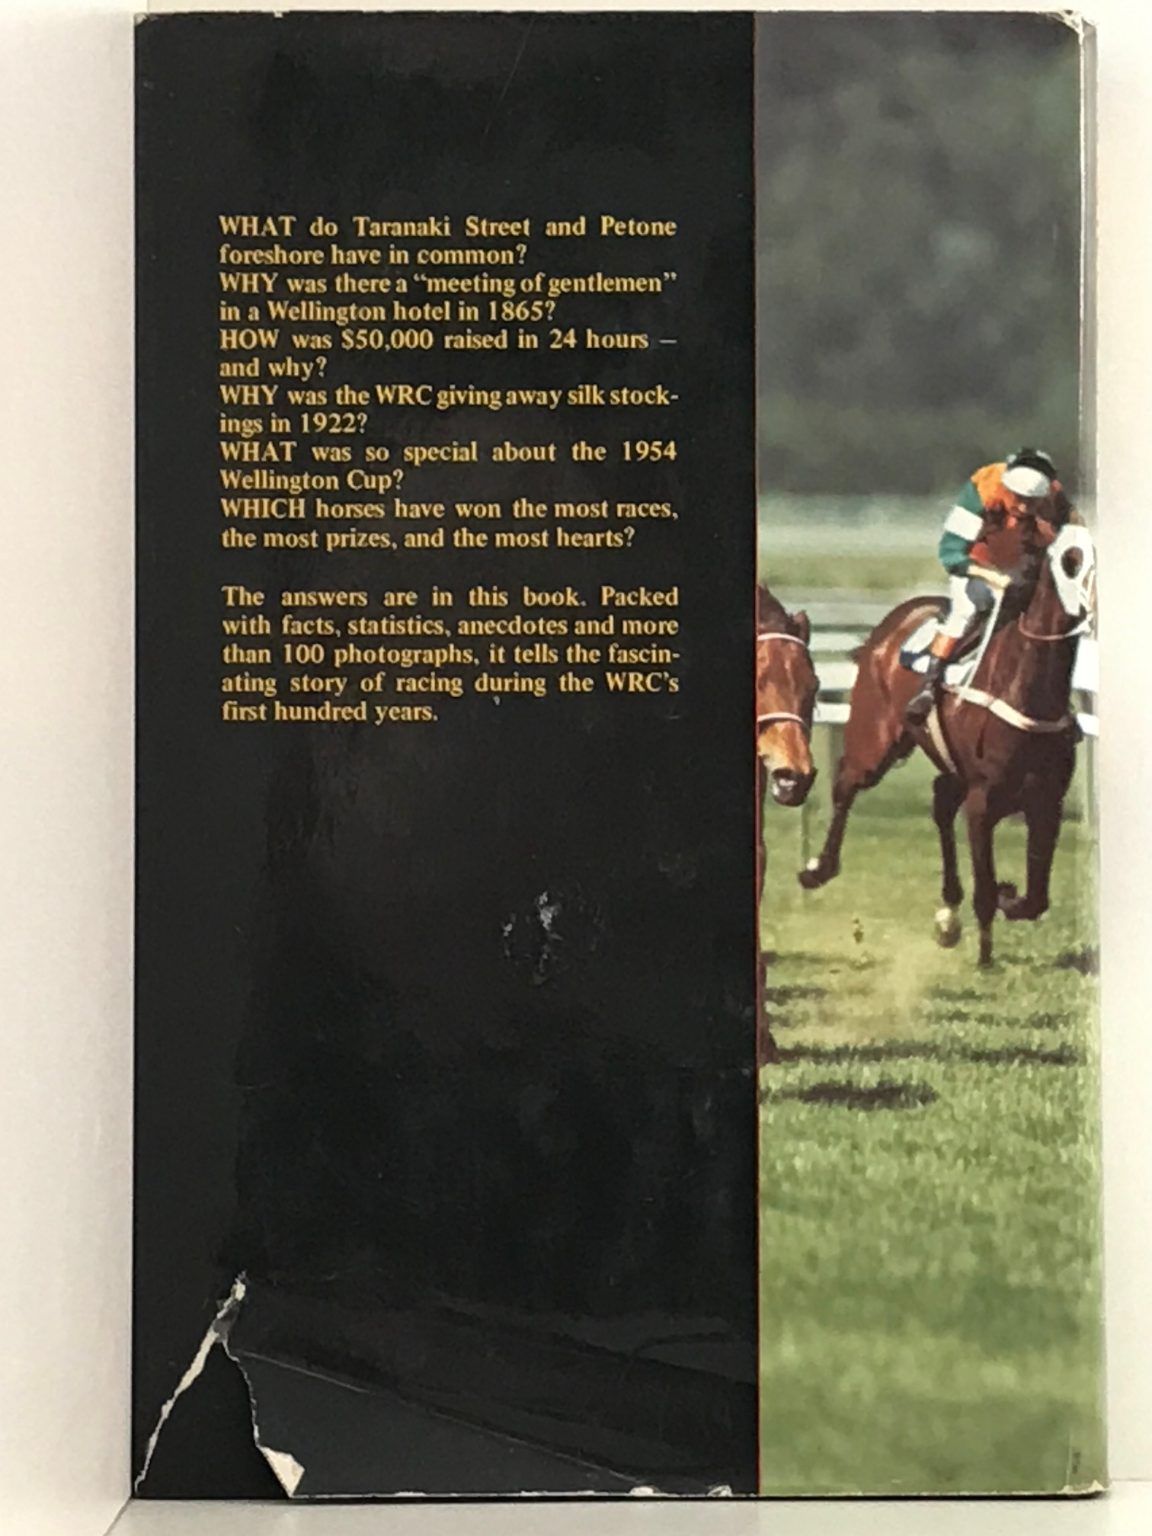 WHAT do Taranaki Street and Petone
foreshore have in common?
WHY was there a “meeting of gentlemen”
in a Wellington hotel in 1865?
HOW was $50,000 raised in 24 hours –
and why?
WHY was the WRC giving away silk stock-
ings in 1922?
WHAT was so special about the 1954
Wellington Cup?
WHICH horses have won the most races,
the most prizes, and the most hearts?
The answers are in this book. Packed
with facts, statistics, anecdotes and more
than 100 photographs, it tells the fascin-
ating story of racing during the WRC's
first hundred years.